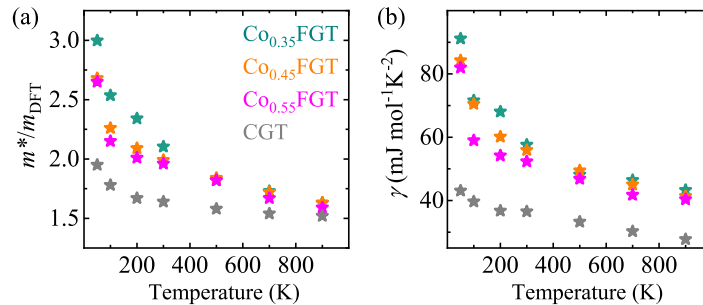 (a)
m*/m_DFT
3.0
2.5
2.0
1.5
Co₀.₃₅FGT
Co₀.₄₅FGT
Co₀.₅₅FGT
CGT
200 400 600 800
Temperature (K)
(b)
γ (mJ mol⁻¹K⁻²)
80
60
40
200 400 600 800
Temperature (K)